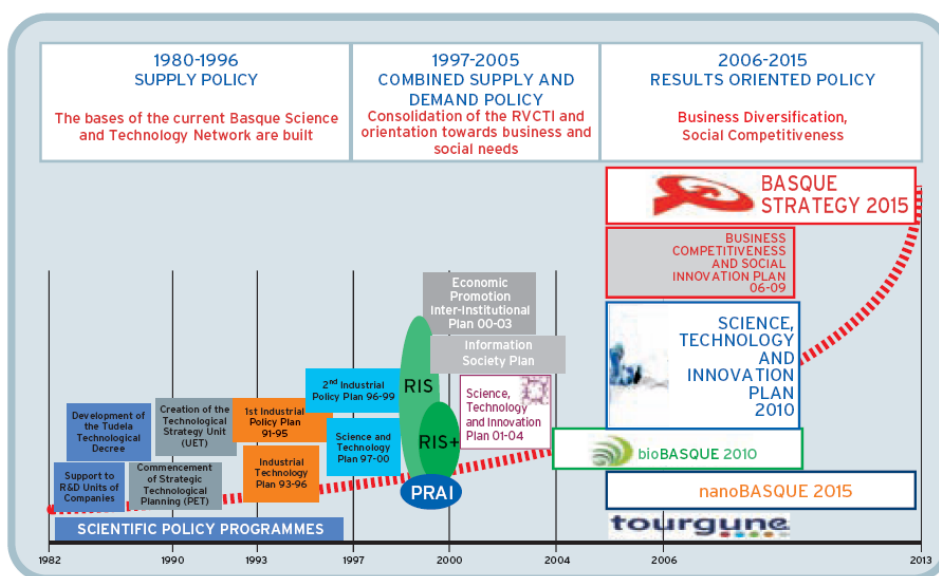 1980-1996
SUPPLY POLICY
The bases of the current Basque Science
and Technology Network are built
1997-2005
COMBINED SUPPLY AND
DEMAND POLICY
Consolidation of the RVCTI and
orientation towards business and
social needs
2006-2015
RESULTS ORIENTED POLICY
Business Diversification,
Social Competitiveness
BASQUE
STRATEGY 2015
BUSINESS
COMPETITIVENESS
AND SOCIAL
INNOVATION PLAN
06-09
Economic
Promotion
Inter-Institutional
Plan 00-03
Information
Society Plan
SCIENCE,
TECHNOLOGY
AND
INNOVATION
PLAN
2010
RIS
2nd Industrial
Policy Plan 96-99
Science,
Technology
and Innovation
Plan 01-04
Development of
the Tudela
Technological
Decree
Creation of the
Technological
Strategy Unit
(UET)
1st Industrial
Policy Plan
91-95
Science and
Technology
Plan 97-00
RIS+
bioBASQUE 2010
Support to
R&D Units of
Companies
Commencement
of Strategic
Technological
Planning (PET)
Industrial
Technology
Plan 93-96
PRAI
nanoBASQUE 2015
SCIENTIFIC POLICY PROGRAMMES
tourgune
1982
1990
1993
1997
2000
2004
2006
2013